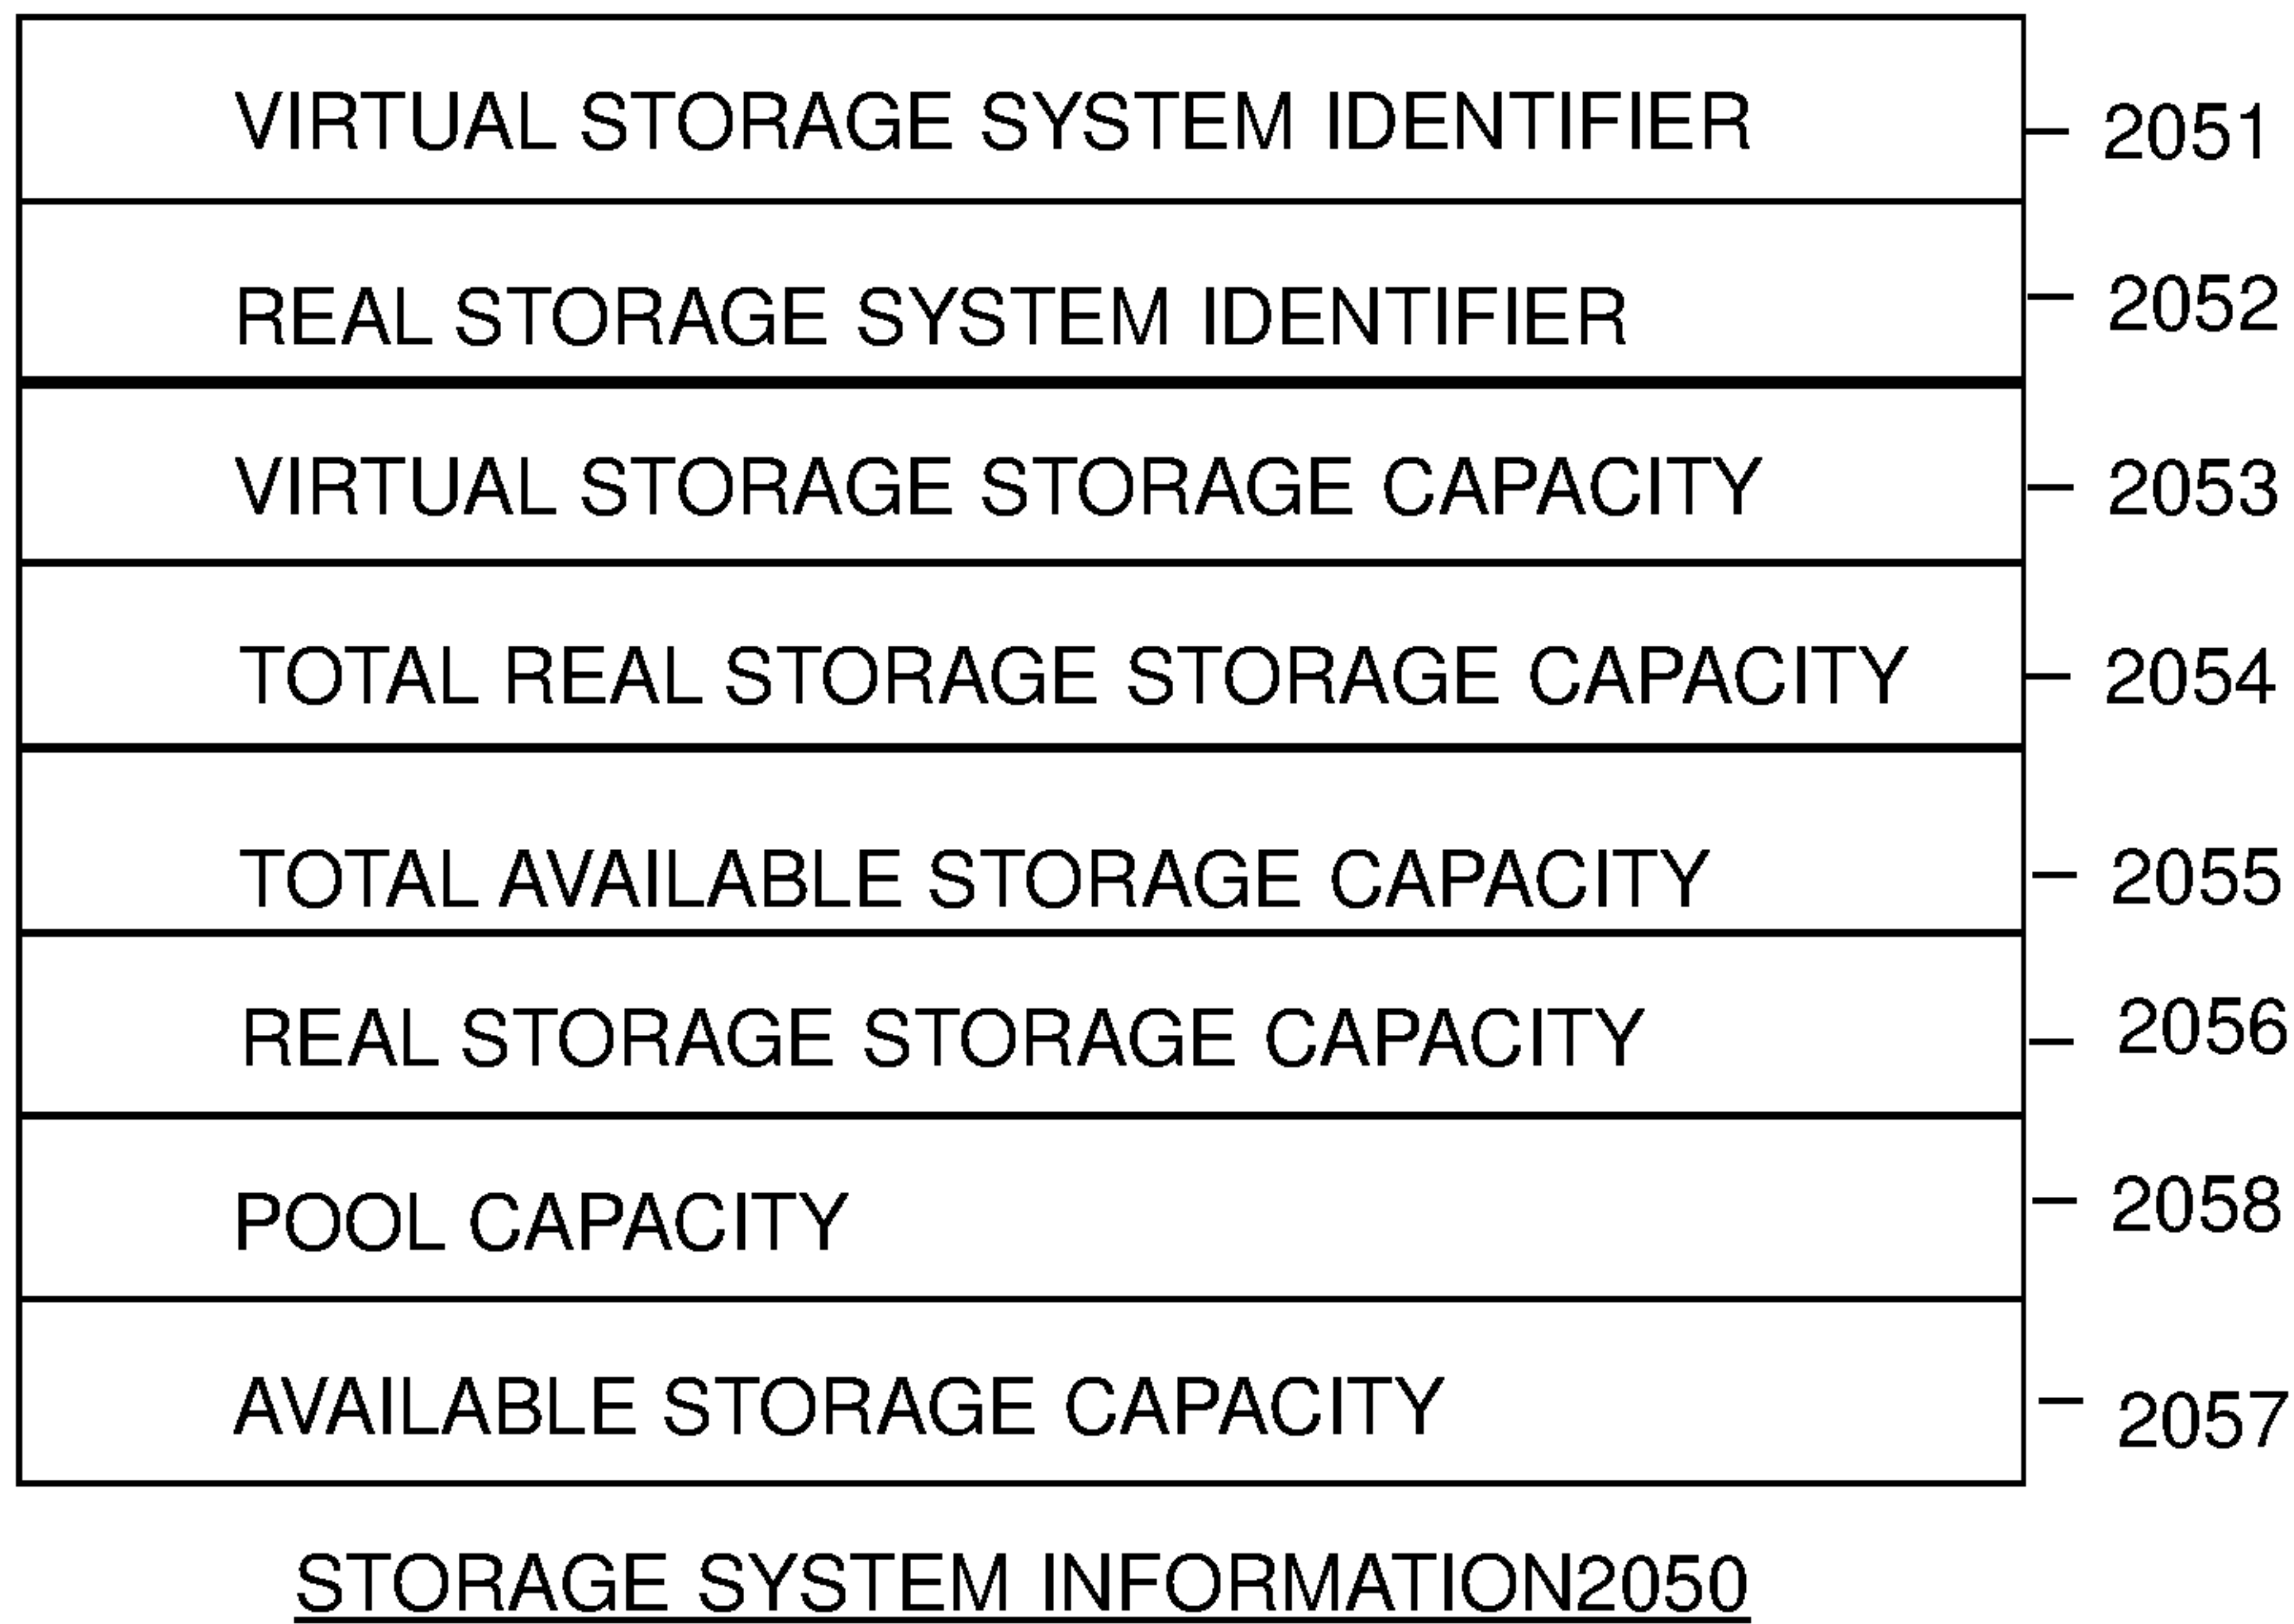 VIRTUAL STORAGE SYSTEM IDENTIFIER 2051
REAL STORAGE SYSTEM IDENTIFIER 2052
VIRTUAL STORAGE STORAGE CAPACITY 2053
TOTAL REAL STORAGE STORAGE CAPACITY 2054
TOTAL AVAILABLE STORAGE CAPACITY 2055
REAL STORAGE STORAGE CAPACITY 2056
POOL CAPACITY 2058
AVAILABLE STORAGE CAPACITY 2057
STORAGE SYSTEM INFORMATION2050